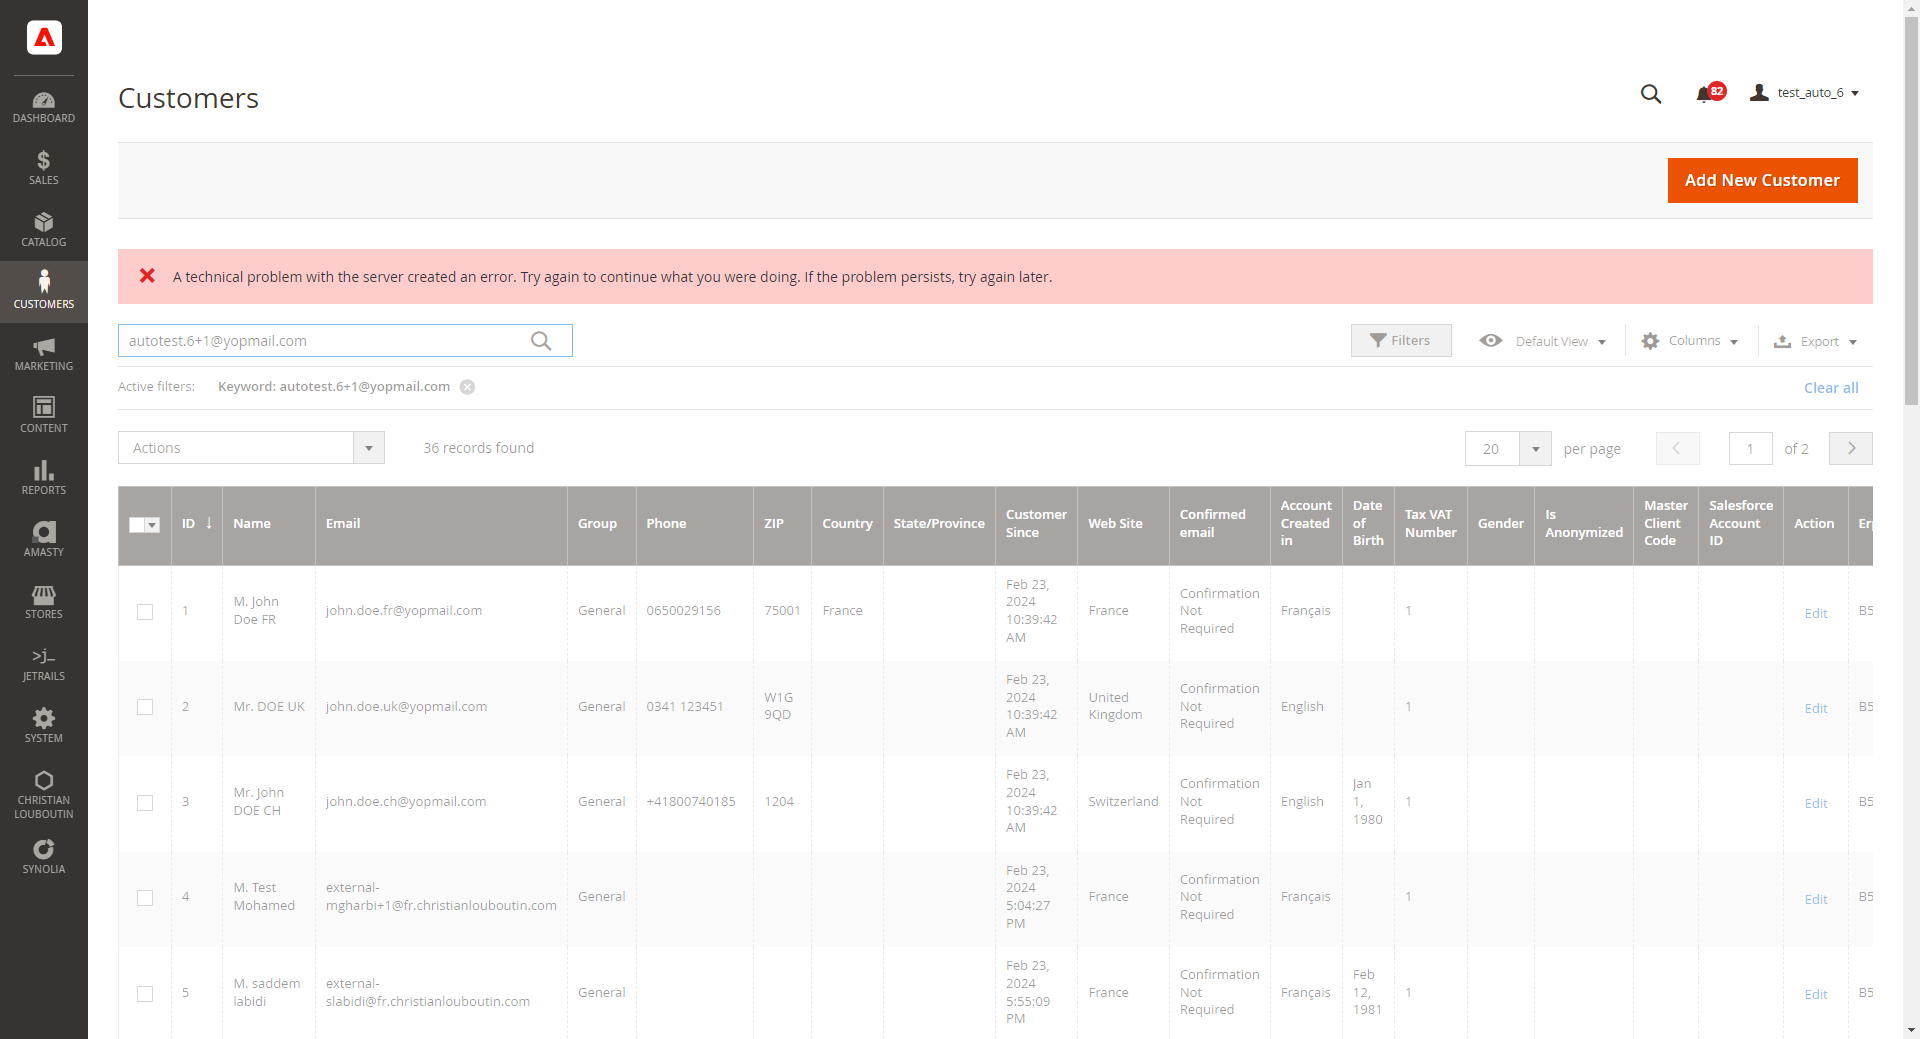 Customers
82
test_auto_6
DASHBOARD
SALES
CATALOG
CUSTOMERS
MARKETING
CONTENT
REPORTS
AMASTY
STORES
JETRAILS
SYSTEM
CHRISTIAN
LOUBOUTIN
SYNOLIA
Add New Customer
A technical problem with the server created an error. Try again to continue what you were doing. If the problem persists, try again later.
autotest.6+1@yopmail.com
Filters
Default View
Columns
Export
Active filters: Keyword: autotest.6+1@yopmail.com
Clear all
Actions
36 records found
20 per page
1 of 2
ID Name Email Group Phone ZIP Country State/Province Customer Since Web Site Confirmed email Account Created in Date of Birth Tax VAT Number Gender Is Anonymized Master Client Code Salesforce Account ID Action
1 M. John Doe FR john.doe.fr@yopmail.com General 0650029156 75001 France Feb 23, 2024 10:39:42 AM France Confirmation Not Required Français 1 Edit B5
2 Mr. DOE UK john.doe.uk@yopmail.com General 0341 123451 W1G 9QD Feb 23, 2024 10:39:42 AM United Kingdom Confirmation Not Required English 1 Edit B5
3 Mr. John DOE CH john.doe.ch@yopmail.com General +41800740185 1204 Feb 23, 2024 10:39:42 AM Switzerland Confirmation Not Required English Jan 1, 1980 1 Edit B5
4 M. Test Mohamed external-mgharbi+1@fr.christianlouboutin.com General Feb 23, 2024 5:04:27 PM France Confirmation Not Required Français 1 Edit B5
5 M. saddem labidi external-slabidi@fr.christianlouboutin.com General Feb 23, 2024 5:55:09 PM France Confirmation Not Required Français Feb 12, 1981 1 Edit B5